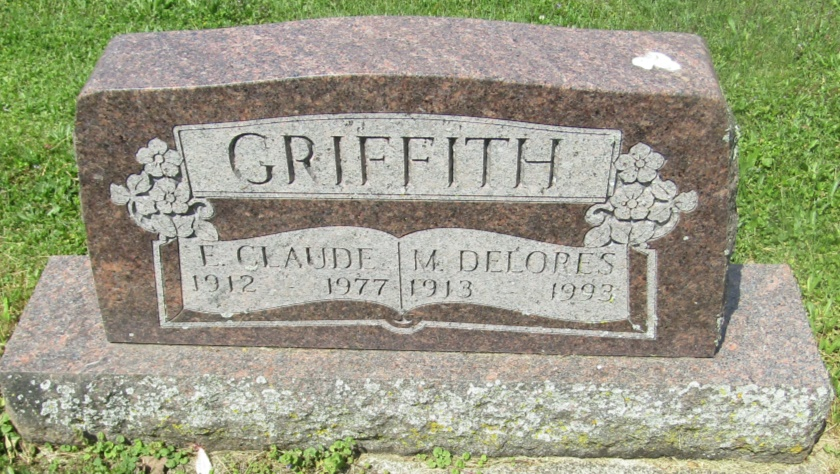 GRIFFITH
E. CLAUDE M. DELORES
1912 - 1977 1913 - 1993